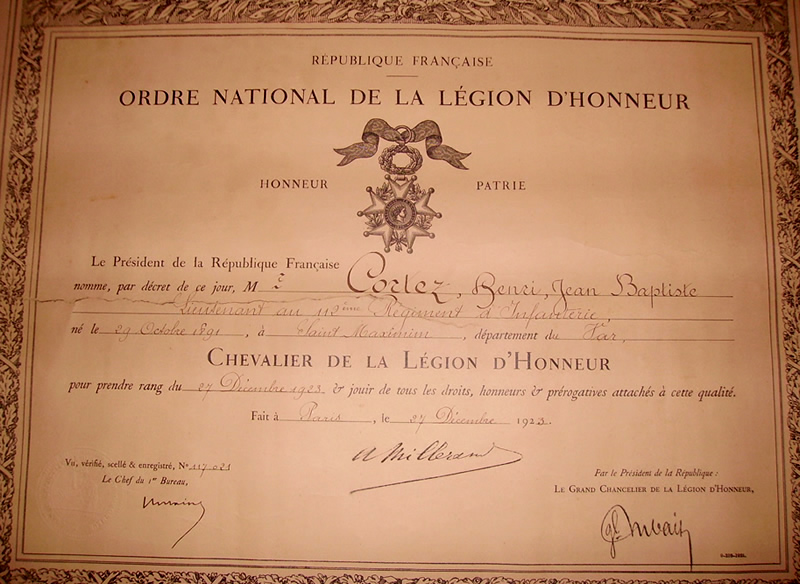 RÉPUBLIQUE FRANÇAISE
ORDRE NATIONAL DE LA LÉGION D'HONNEUR
HONNEUR PATRIE
Le Président de la République Française
nomme, par décret de ce jour, M r Cortez, Henri, Jean Baptiste
Lieutenant au 112ème Régiment d'Infanterie,
né le 29 Octobre 1891, à Saint Maximim, département du Var,
CHEVALIER DE LA LÉGION D'HONNEUR
pour prendre rang du 27 Décembre 1923 & jouir de tous les droits, honneurs & prérogatives attachés à cette qualité.
Fait à Paris, le 27 Décembre 1923.
A Millerand
Vu, vérifié, scellé & enregistré, No 117.021
Le Chef du 1er Bureau,
Par le Président de la République :
LE GRAND CHANCELIER DE LA LÉGION D'HONNEUR,